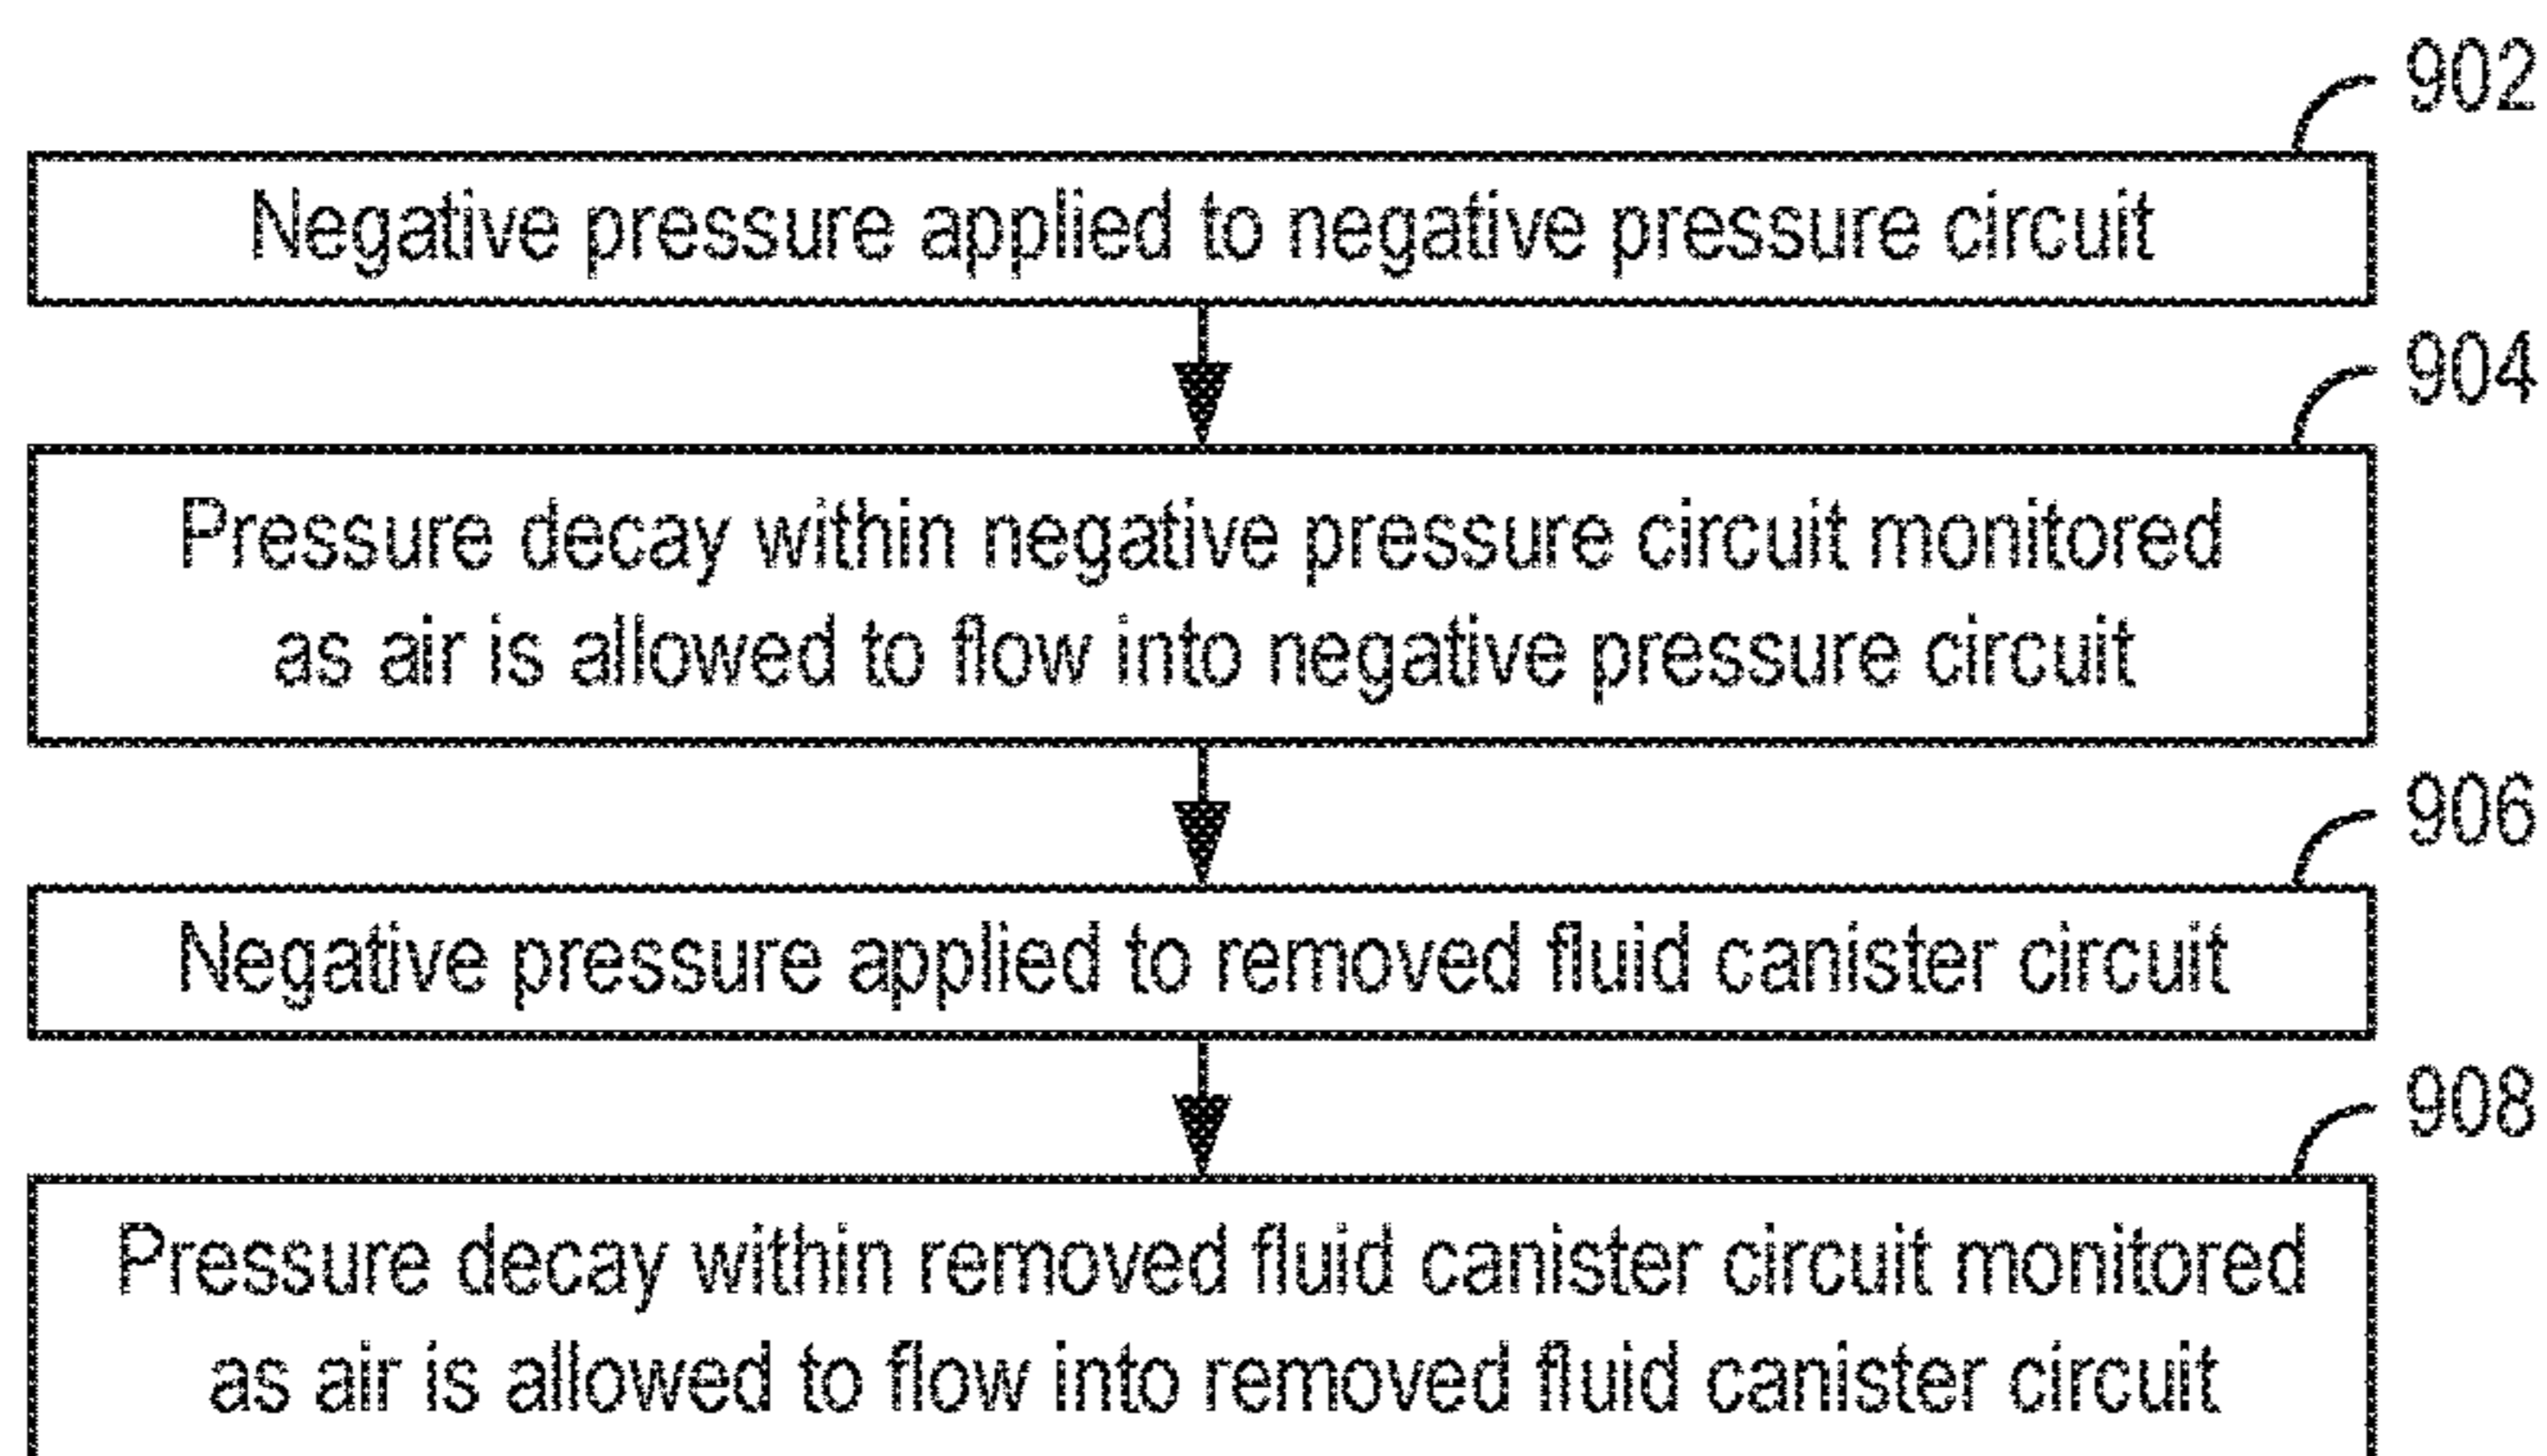 902
Negative pressure applied to negative pressure circuit
904
Pressure decay within negative pressure circuit monitored
as air is allowed to flow into negative pressure circuit
906
Negative pressure applied to removed fluid canister circuit
908
Pressure decay within removed fluid canister circuit monitored
as air is allowed to flow into removed fluid canister circuit